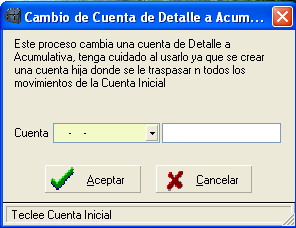 Cambio de Cuenta de Detalle a Acum...
Este proceso cambia una cuenta de Detalle a
Acumulativa, tenga cuidado al usarlo ya que se crear
una cuenta hija donde se le traspasar n todos los
movimientos de la Cuenta Inicial
Cuenta - -
Aceptar Cancelar
Teclee Cuenta Inicial